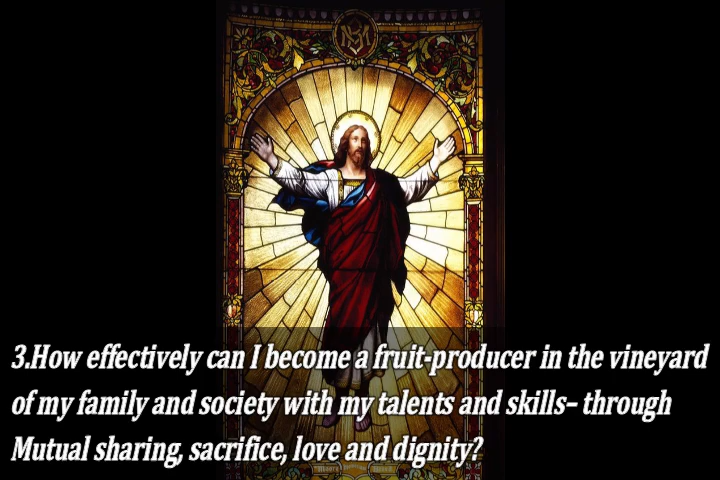 3.How effectively can I become a fruit-producer in the vineyard
of my family and society with my talents and skills– through
Mutual sharing, sacrifice, love and dignity?